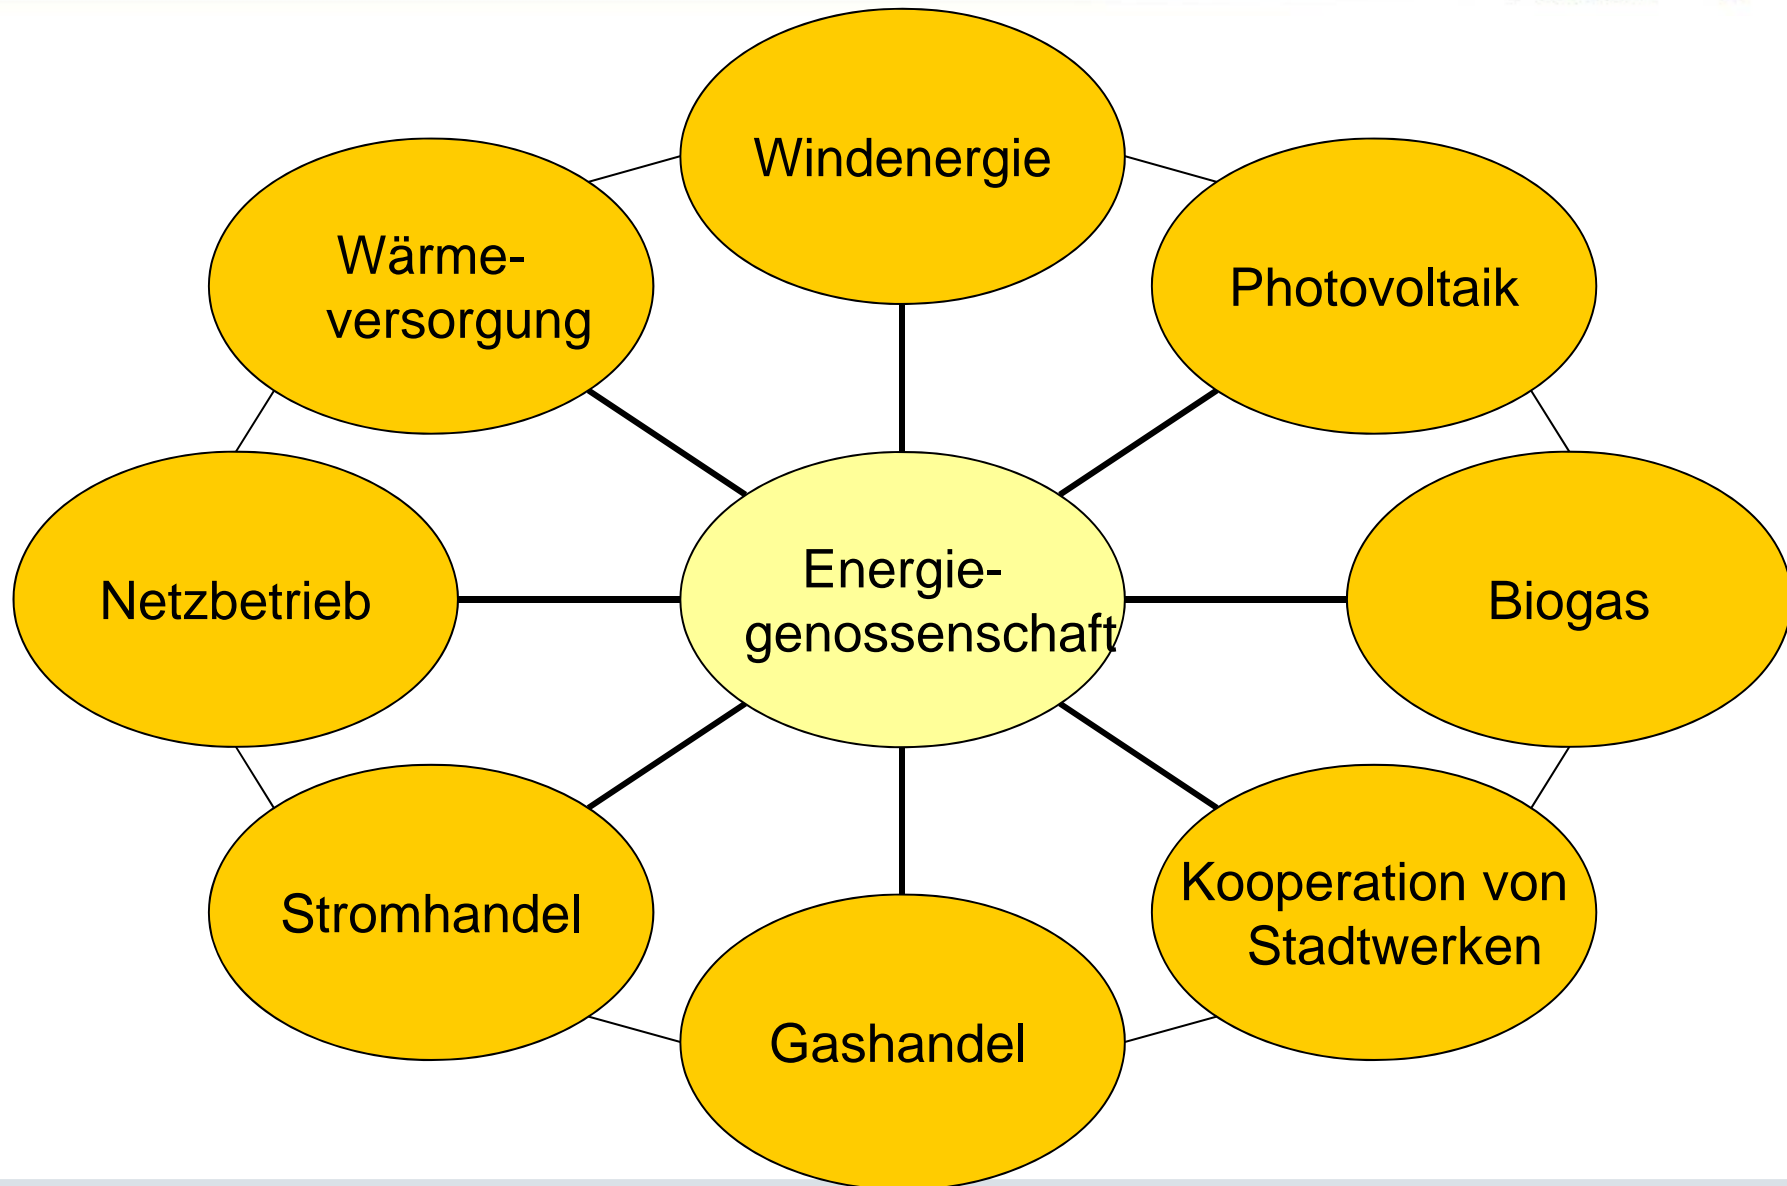 Windenergie
Wärme-
versorgung
Photovoltaik
Energie-
genossenschaft
Netzbetrieb
Biogas
Kooperation von
Stadtwerken
Stromhandel
Gashandel